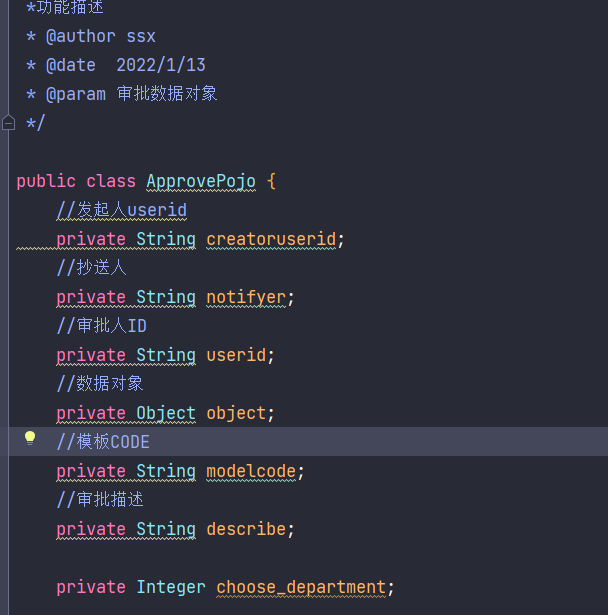 *功能描述
* @author ssx
* @date  2022/1/13
* @param 审批数据对象
*/
public class ApprovePojo {
//发起人userid
private String creatoruserid;
//抄送人
private String notifyer;
//审批人ID
private String userid;
//数据对象
private Object object;
//模板CODE
private String modelcode;
//审批描述
private String describe;
private Integer choose_department;